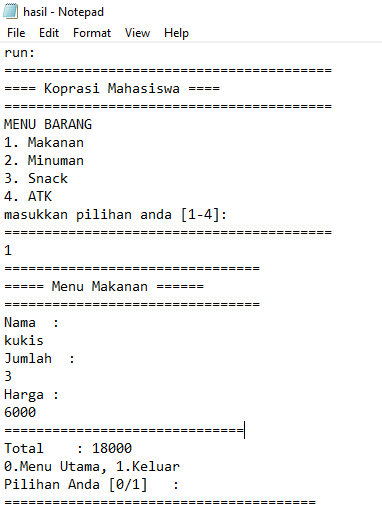 hasil - Notepad
File Edit Format View Help
run:
=========================================
==== Koprasi Mahasiswa ====
=========================================
MENU BARANG
1. Makanan
2. Minuman
3. Snack
4. ATK
masukkan pilihan anda [1-4]:
=========================================
1
================================
===== Menu Makanan ======
================================
Nama  :
kukis
Jumlah  :
3
Harga :
6000
==============================
Total    : 18000
0.Menu Utama, 1.Keluar
Pilihan Anda [0/1]   :
=======================================